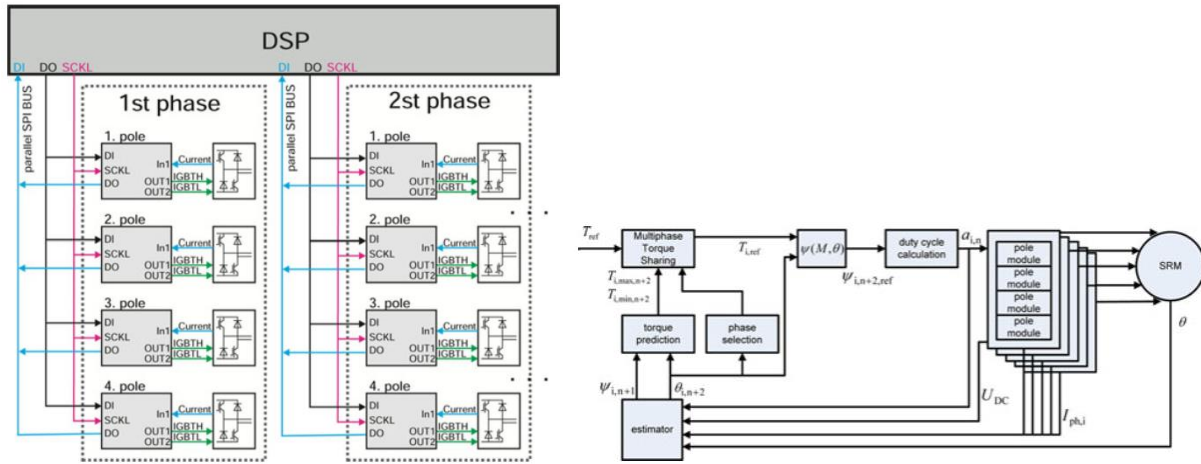 DSP
DI DO SCKL DI DO SCKL
parallel SPI BUS
1st phase
1. pole
DI
SCKL
DO
In1
OUT1
OUT2
Current
IGBTH
IGBTL
2. pole
DI
SCKL
DO
In1
OUT1
OUT2
Current
IGBTH
IGBTL
3. pole
DI
SCKL
DO
In1
OUT1
OUT2
Current
IGBTH
IGBTL
4. pole
DI
SCKL
DO
In1
OUT1
OUT2
Current
IGBTH
IGBTL
parallel SPI BUS
2st phase
1. pole
DI
SCKL
DO
In1
OUT1
OUT2
Current
IGBTH
IGBTL
2. pole
DI
SCKL
DO
In1
OUT1
OUT2
Current
IGBTH
IGBTL
3. pole
DI
SCKL
DO
In1
OUT1
OUT2
Current
IGBTH
IGBTL
4. pole
DI
SCKL
DO
In1
OUT1
OUT2
Current
IGBTH
IGBTL
. . .
. . .
T_ref
Multiphase
Torque
Sharing
T_i,ref
ψ(M,θ)
ψ_i,n+2,ref
duty cycle
calculation
a_i,n
pole
module
pole
module
pole
module
pole
module
SRM
θ
T_i,max,n+2
T_i,min,n+2
torque
prediction
phase
selection
ψ_i,n+1
θ_i,n+2
estimator
U_DC
I_ph,i